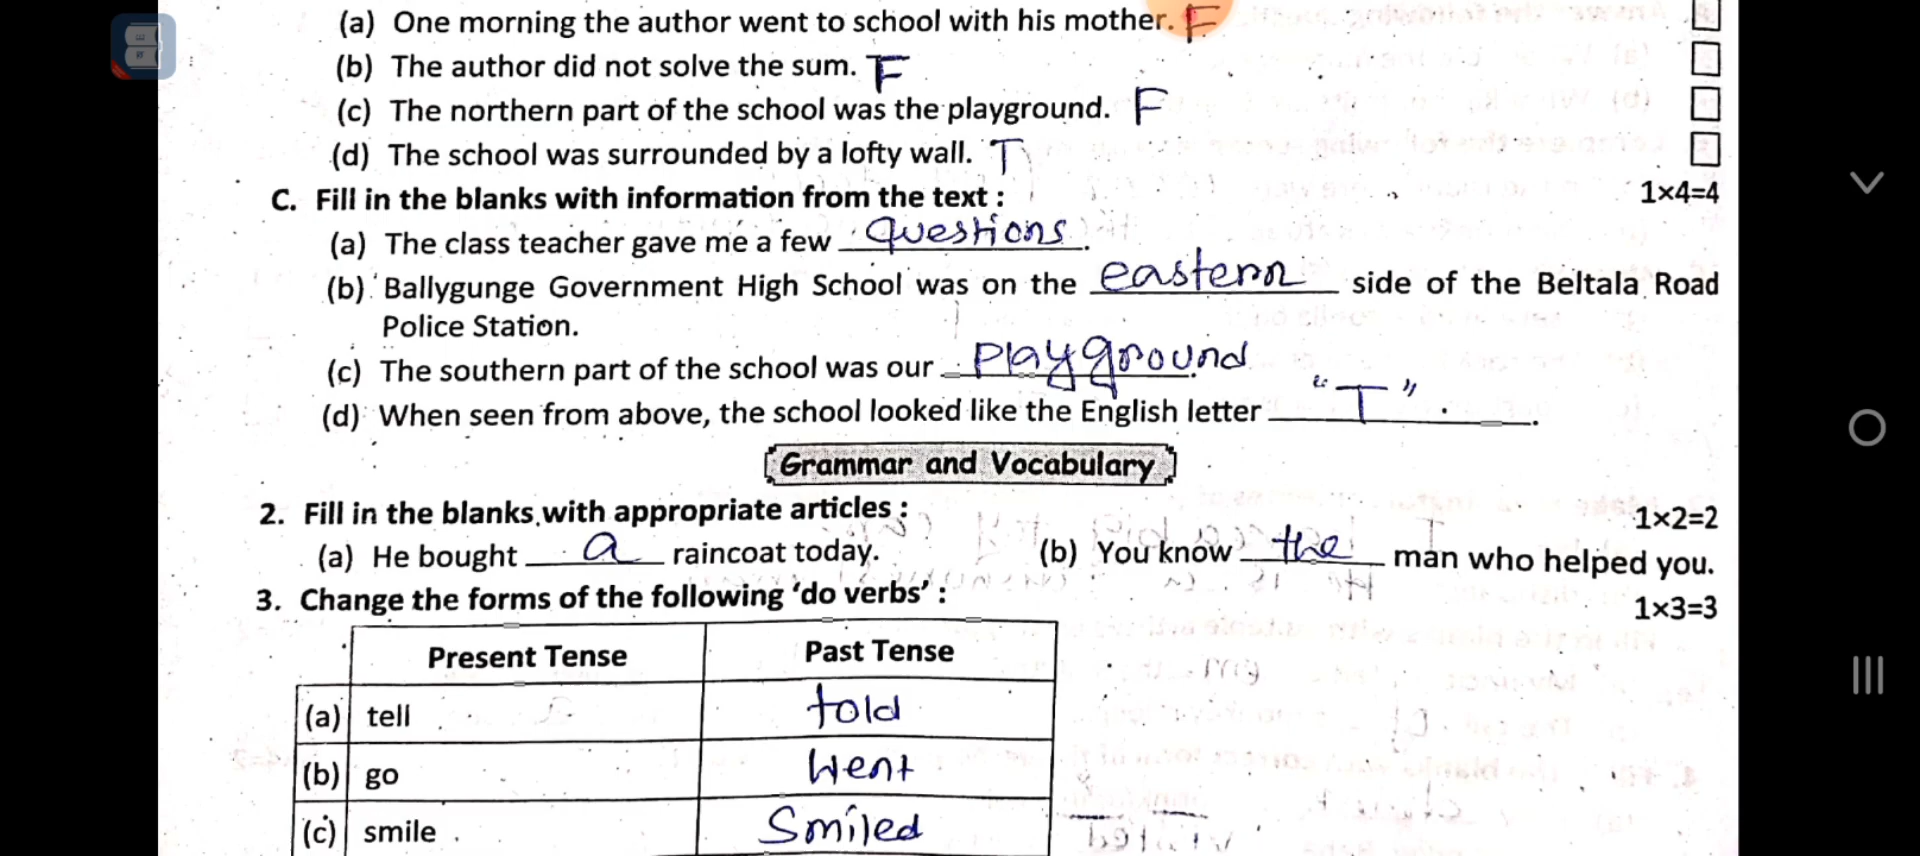 (a) One morning the author went to school with his mother. F
(b) The author did not solve the sum. F
(c) The northern part of the school was the playground. F
(d) The school was surrounded by a lofty wall. T
C. Fill in the blanks with information from the text : 1×4=4
(a) The class teacher gave me a few questions.
(b) Ballygunge Government High School was on the eastern side of the Beltala Road
Police Station.
(c) The southern part of the school was our playground.
(d) When seen from above, the school looked like the English letter "T".
Grammar and Vocabulary
2. Fill in the blanks with appropriate articles : 1×2=2
(a) He bought a raincoat today. (b) You know the man who helped you.
3. Change the forms of the following 'do verbs' : 1×3=3
Present Tense Past Tense
(a) tell told
(b) go Went
(c) smile Smiled